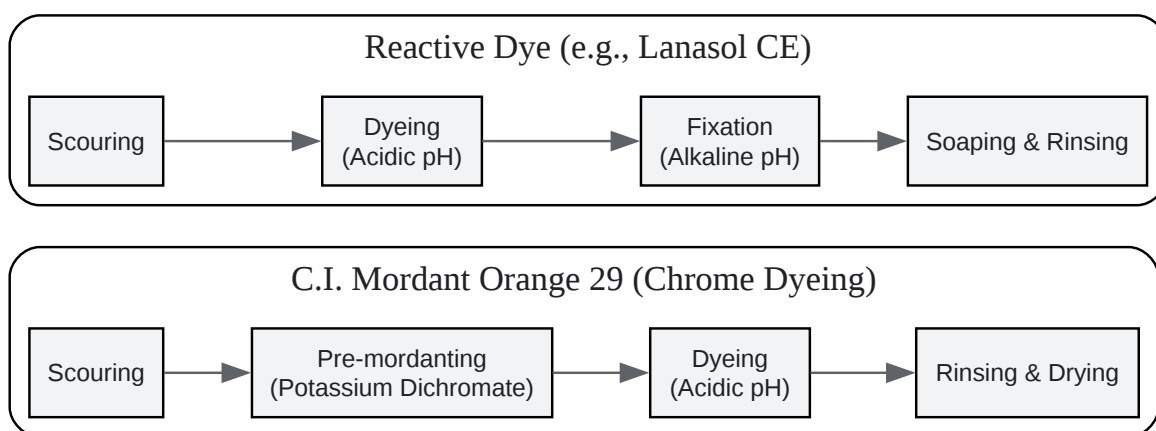 Reactive Dye (e.g., Lanasol CE)
Scouring
Dyeing
(Acidic pH)
Fixation
(Alkaline pH)
Soaping & Rinsing
C.I. Mordant Orange 29 (Chrome Dyeing)
Scouring
Pre-mordanting
(Potassium Dichromate)
Dyeing
(Acidic pH)
Rinsing & Drying